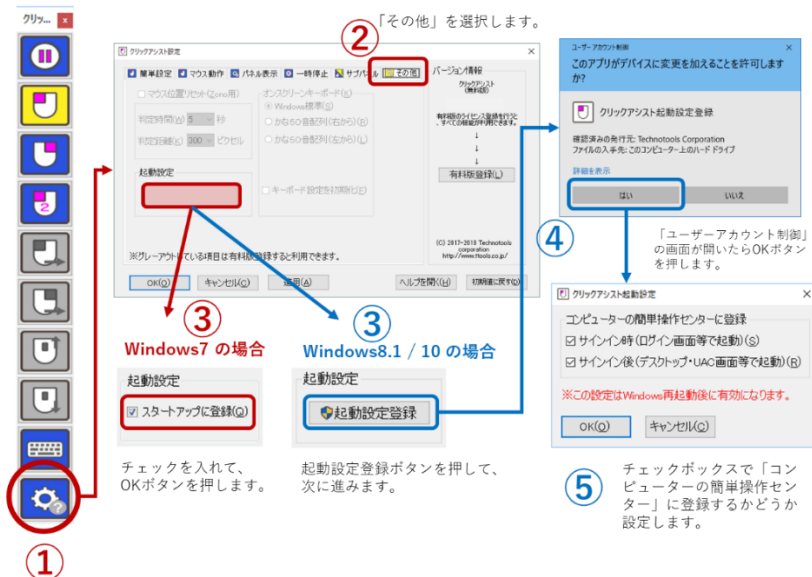 クリッ...
①
②
「その他」を選択します。
クリックアシスト設定
簡単設定
マウス動作
パネル表示
一時停止
サブパネル
その他
マウス位置リセット(Zono用)
判定時間(W) 5 秒
判定距離(K) 300 ピクセル
オンスクリーンキーボード(K)
Windows標準(S)
かな50音配列(右から)(R)
かな50音配列(左から)(L)
キーボード設定を初期化(E)
起動設定
※グレーアウトしている項目は有料版登録すると利用できます。
バージョン情報
クリックアシスト
(無料版)
有料版のライセンス登録を行うと
、すべての機能が利用できます。
↓
↓
↓
有料版登録(L)
(C) 2017-2018 Technotools
corporation
http://www.ttools.co.jp/
OK(O)
キャンセル(C)
適用(A)
ヘルプを開く(H)
初期値に戻す(D)
③
Windows7 の場合
起動設定
スタートアップに登録(Q)
チェックを入れて、
OKボタンを押します。
③
Windows8.1 / 10 の場合
起動設定
起動設定登録
起動設定登録ボタンを押して、
次に進みます。
ユーザー アカウント制御
このアプリがデバイスに変更を加えることを許可します
か?
クリックアシスト起動設定登録
確認済みの発行元: Technotools Corporation
ファイルの入手先: このコンピューター上のハード ドライブ
詳細を表示
はい
いいえ
④
「ユーザーアカウント制御」
の画面が開いたらOKボタン
を押します。
クリックアシスト起動設定
コンピューターの簡単操作センターに登録
サインイン時(ログイン画面等で起動)(S)
サインイン後(デスクトップ・UAC画面等で起動)(R)
※この設定はWindows再起動後に有効になります。
OK(O)
キャンセル(C)
⑤
チェックボックスで「コン
ピューターの簡単操作セン
ター」に登録するかどうか
設定します。